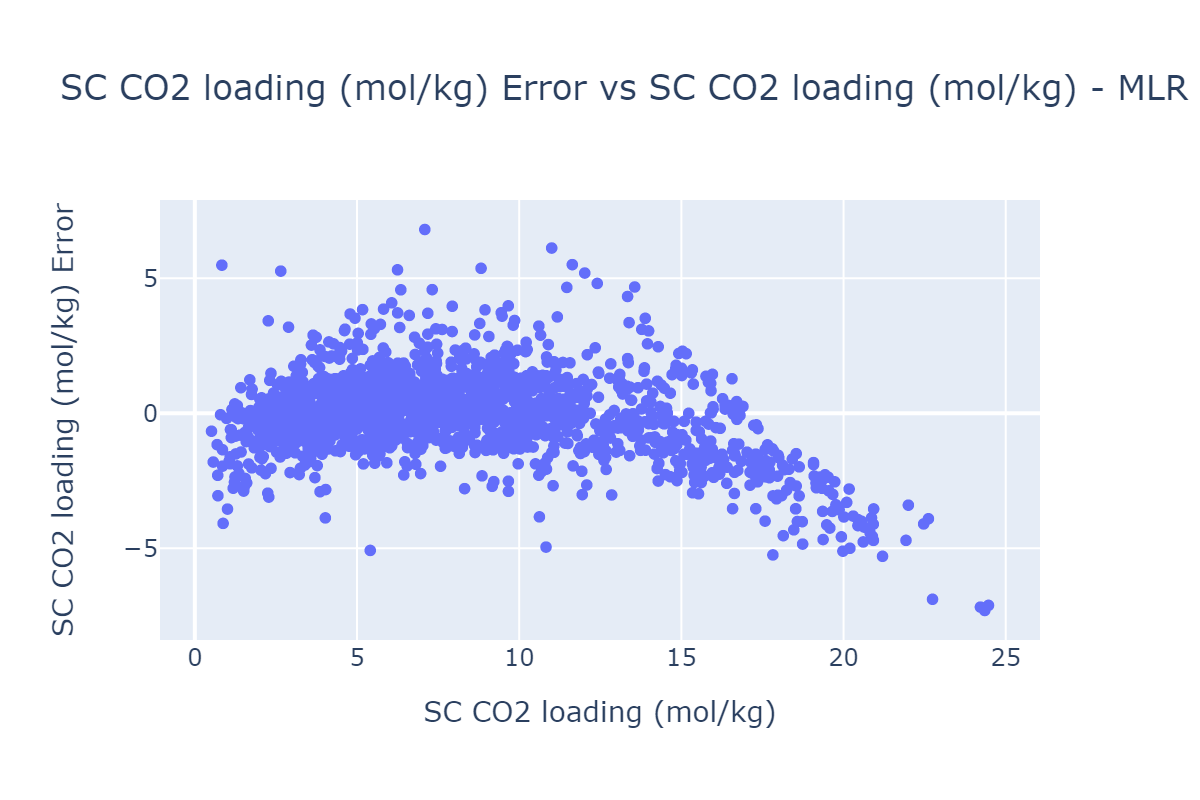 SC CO2 loading (mol/kg) Error vs SC CO2 loading (mol/kg) - MLR
SC CO2 loading (mol/kg) Error
5
0
−5
0 5 10 15 20 25
SC CO2 loading (mol/kg)